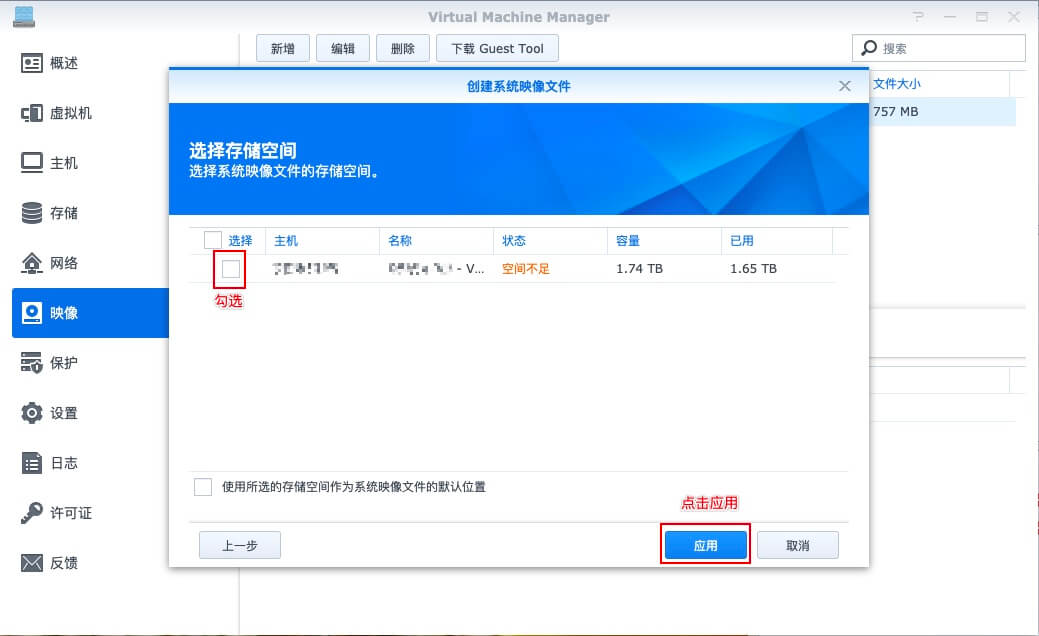 Virtual Machine Manager
新增 编辑 删除 下载 Guest Tool 搜索
概述
虚拟机
主机
存储
网络
映像
保护
设置
日志
许可证
反馈
文件大小
757 MB
创建系统映像文件
选择存储空间
选择系统映像文件的存储空间。
选择 主机 名称 状态 容量 已用
- V... 空间不足 1.74 TB 1.65 TB
勾选
使用所选的存储空间作为系统映像文件的默认位置
点击应用
上一步 应用 取消